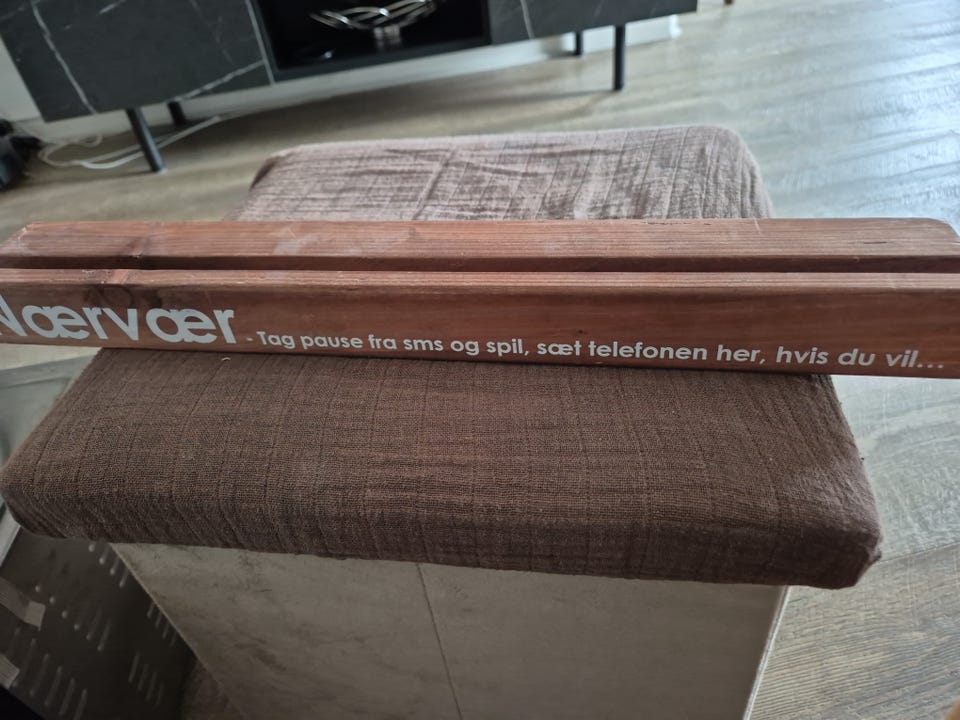 Nærvær - Tag pause fra sms og spil, sæt telefonen her, hvis du vil...